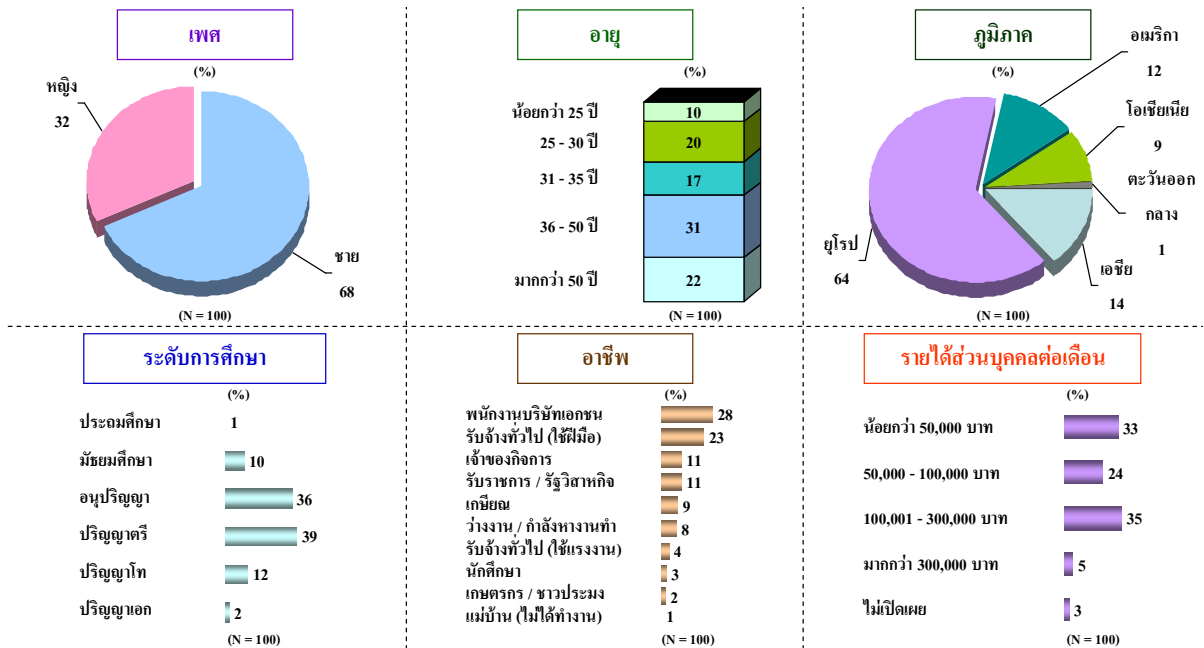 เพศ
(%)
หญิง
32
ชาย
68
(N = 100)
อายุ
(%)
น้อยกว่า 25 ปี 10
25 - 30 ปี 20
31 - 35 ปี 17
36 - 50 ปี 31
มากกว่า 50 ปี 22
(N = 100)
ภูมิภาค
(%)
อเมริกา
12
โอเชียเนีย
9
ตะวันออก
กลาง
1
เอเชีย
14
ยุโรป
64
(N = 100)
ระดับการศึกษา
(%)
ประถมศึกษา 1
มัธยมศึกษา 10
อนุปริญญา 36
ปริญญาตรี 39
ปริญญาโท 12
ปริญญาเอก 2
(N = 100)
อาชีพ
(%)
พนักงานบริษัทเอกชน 28
รับจ้างทั่วไป (ใช้ฝีมือ) 23
เจ้าของกิจการ 11
รับราชการ / รัฐวิสาหกิจ 11
เกษียณ 9
ว่างงาน / กำลังหางานทำ 8
รับจ้างทั่วไป (ใช้แรงงาน) 4
นักศึกษา 3
เกษตรกร / ชาวประมง 2
แม่บ้าน (ไม่ได้ทำงาน) 1
(N = 100)
รายได้ส่วนบุคคลต่อเดือน
(%)
น้อยกว่า 50,000 บาท 33
50,000 - 100,000 บาท 24
100,001 - 300,000 บาท 35
มากกว่า 300,000 บาท 5
ไม่เปิดเผย 3
(N = 100)